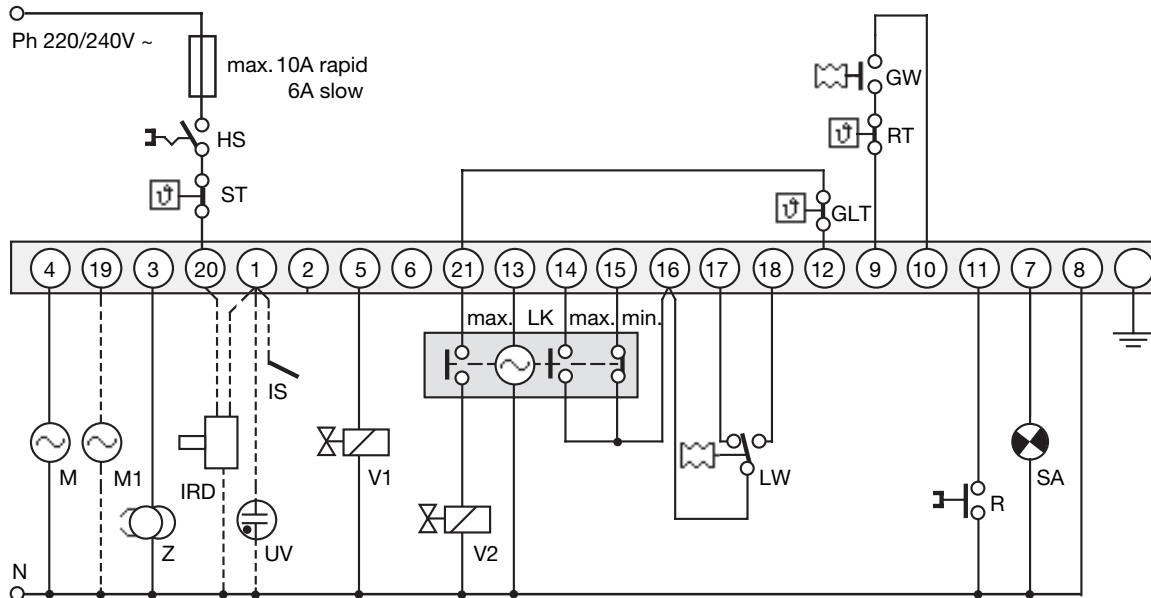 Ph 220/240V ~
max. 10A rapid
6A slow
HS
ϑ ST
GW
ϑ RT
ϑ GLT
4 19 3 20 1 2 5 6 21 13 14 15 16 17 18 12 9 10 11 7 8
max. LK max. min.
IS
M M1 IRD V1 LW R SA
Z UV V2
N